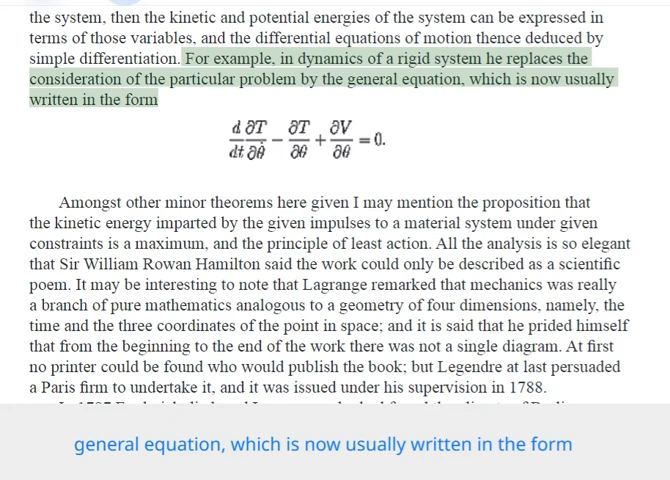 the system, then the kinetic and potential energies of the system can be expressed in
terms of those variables, and the differential equations of motion thence deduced by
simple differentiation. For example, in dynamics of a rigid system he replaces the
consideration of the particular problem by the general equation, which is now usually
written in the form
d/dt ∂T/∂θ̇ − ∂T/∂θ + ∂V/∂θ = 0.
Amongst other minor theorems here given I may mention the proposition that
the kinetic energy imparted by the given impulses to a material system under given
constraints is a maximum, and the principle of least action. All the analysis is so elegant
that Sir William Rowan Hamilton said the work could only be described as a scientific
poem. It may be interesting to note that Lagrange remarked that mechanics was really
a branch of pure mathematics analogous to a geometry of four dimensions, namely, the
time and the three coordinates of the point in space; and it is said that he prided himself
that from the beginning to the end of the work there was not a single diagram. At first
no printer could be found who would publish the book; but Legendre at last persuaded
a Paris firm to undertake it, and it was issued under his supervision in 1788.
general equation, which is now usually written in the form